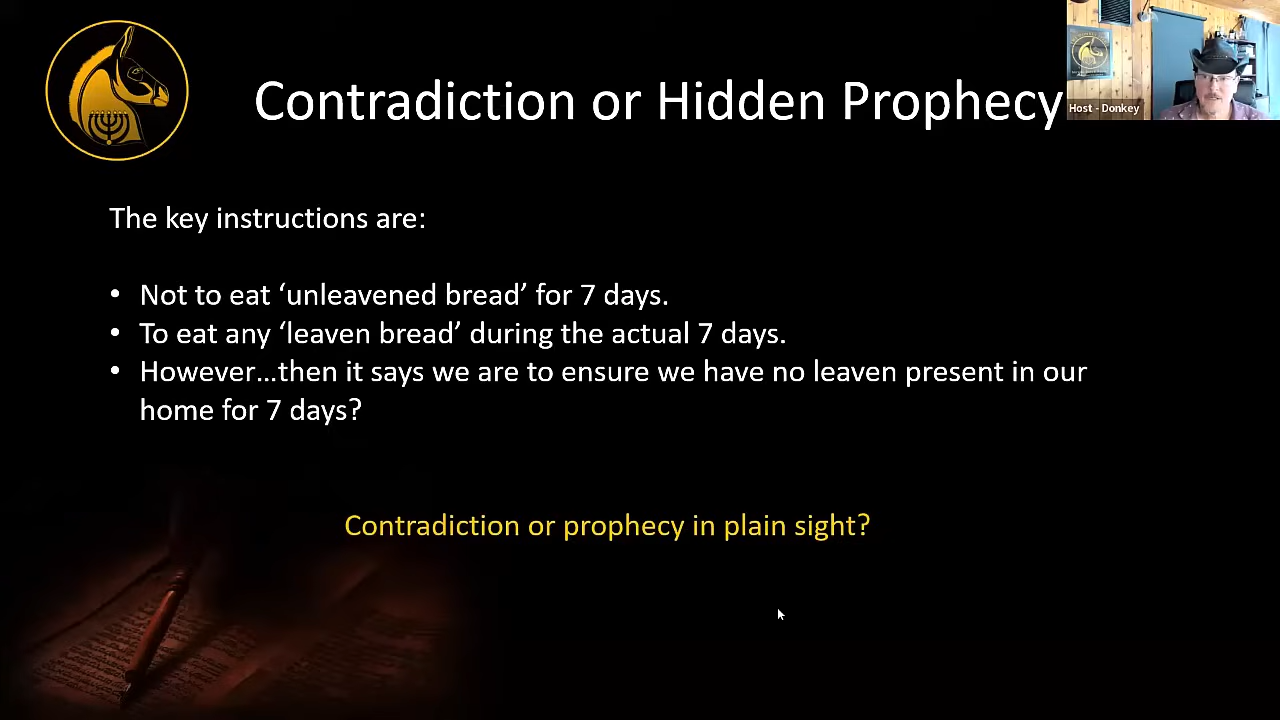 Contradiction or Hidden Prophecy
Host - Donkey
The key instructions are:
• Not to eat ‘unleavened bread’ for 7 days.
• To eat any ‘leaven bread’ during the actual 7 days.
• However…then it says we are to ensure we have no leaven present in our
home for 7 days?
Contradiction or prophecy in plain sight?